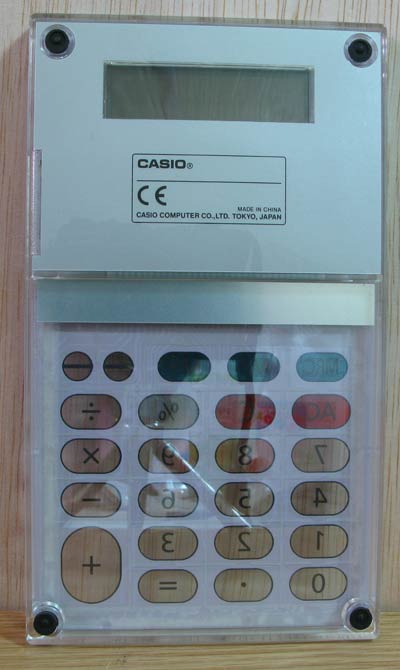 CASIO®
CE
MADE IN CHINA
CASIO COMPUTER CO.,LTD. TOKYO, JAPAN
MRC
÷ % AC
× 9 8 7
− 6 5 4
+ 3 2 1
= · 0